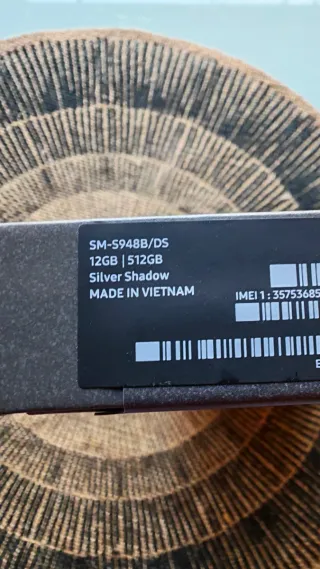 SM-S948B/DS
12GB | 512GB
Silver Shadow
MADE IN VIETNAM
IMEI 1 : 35753685